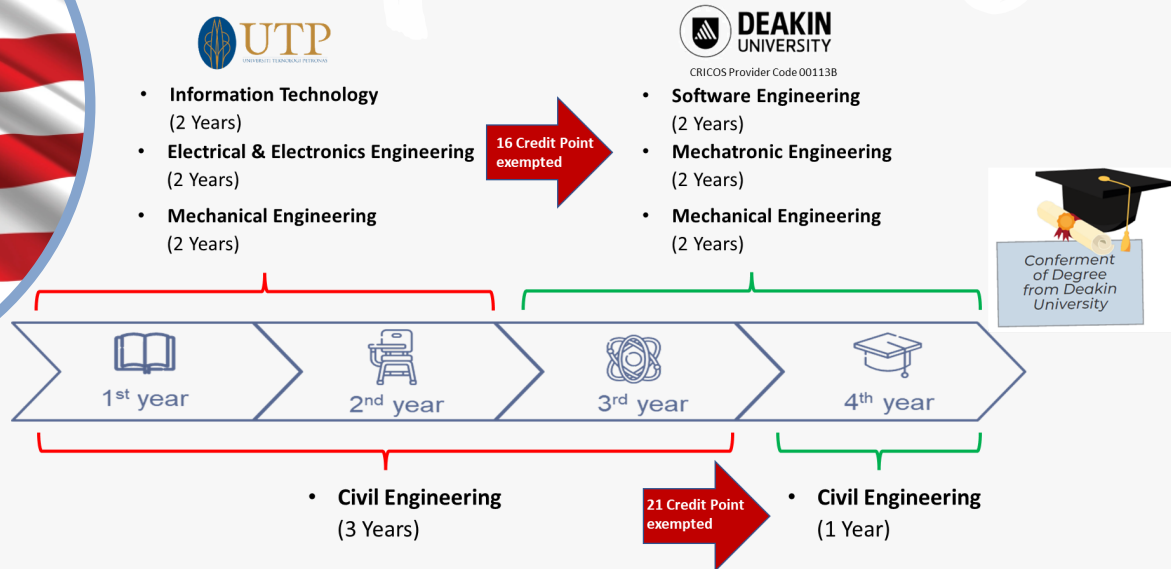 UTP
UNIVERSITI TEKNOLOGI PETRONAS
DEAKIN
UNIVERSITY
CRICOS Provider Code 00113B
• Information Technology
(2 Years)
• Electrical & Electronics Engineering
(2 Years)
• Mechanical Engineering
(2 Years)
16 Credit Point
exempted
• Software Engineering
(2 Years)
• Mechatronic Engineering
(2 Years)
• Mechanical Engineering
(2 Years)
Conferment
of Degree
from Deakin
University
1st year
2nd year
3rd year
4th year
• Civil Engineering
(3 Years)
21 Credit Point
exempted
• Civil Engineering
(1 Year)